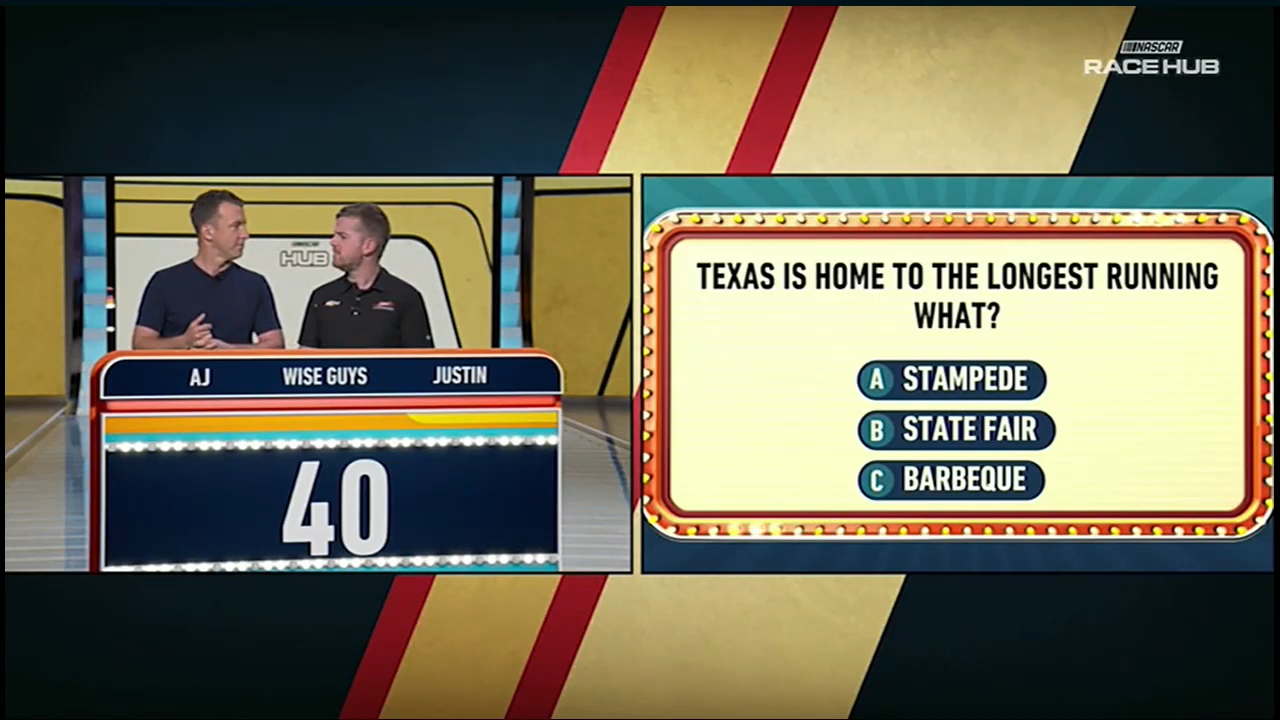 NASCAR
RACE HUB
NASCAR
HUB
AJ WISE GUYS JUSTIN
40
TEXAS IS HOME TO THE LONGEST RUNNING
WHAT?
A STAMPEDE
B STATE FAIR
C BARBEQUE